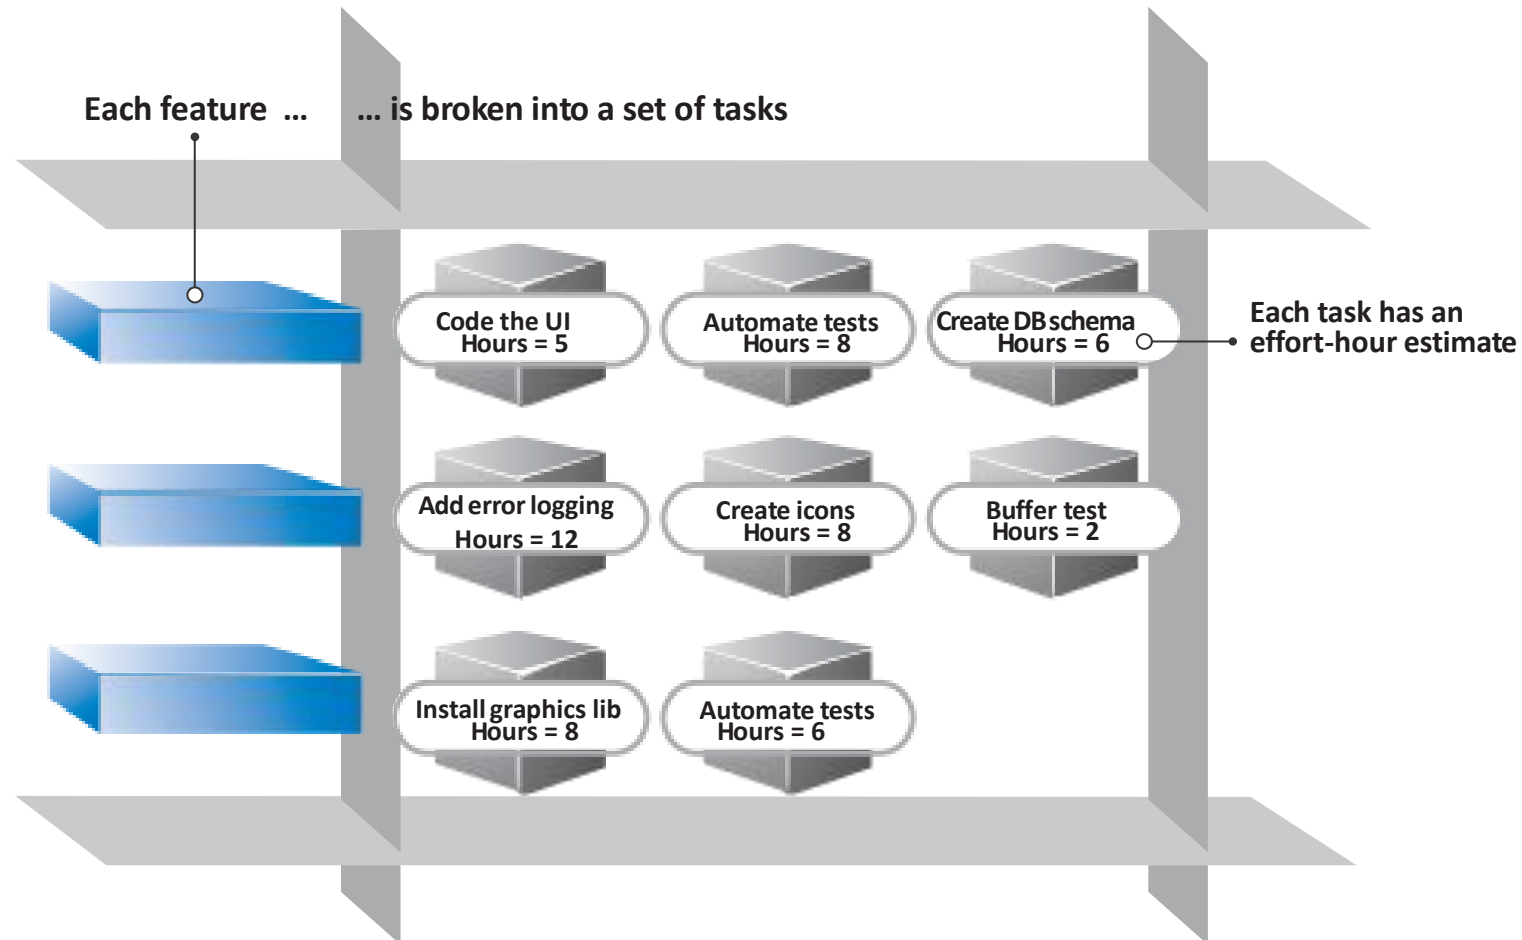 Each feature ... ... is broken into a set of tasks
Code the UI
Hours = 5
Automate tests
Hours = 8
Create DB schema
Hours = 6
Each task has an
effort-hour estimate
Add error logging
Hours = 12
Create icons
Hours = 8
Buffer test
Hours = 2
Install graphics lib
Hours = 8
Automate tests
Hours = 6